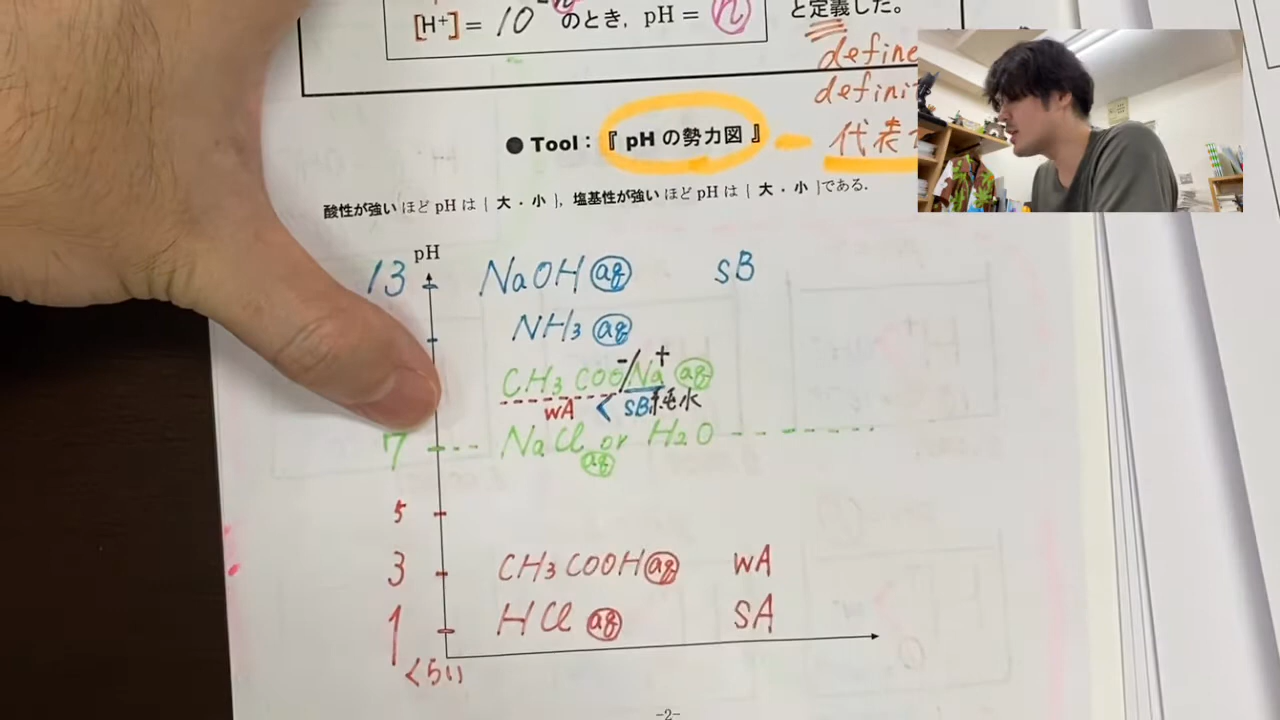 [H⁺] = 10⁻ⁿ のとき, pH = n と定義した。
define
definit
● Tool : 『 pH の勢力図 』 - 代表
酸性が強い ほど pH は { 大 ・ 小 }, 塩基性が強い ほど pH は { 大 ・ 小 }である.
pH
13 NaOH aq sB
NH₃ aq
CH₃COO⁻/Na⁺ aq
wA < sB 純水
7 NaCl or H₂O
aq
5
3 CH₃COOH aq wA
1 HCl aq sA
くらい
-2-